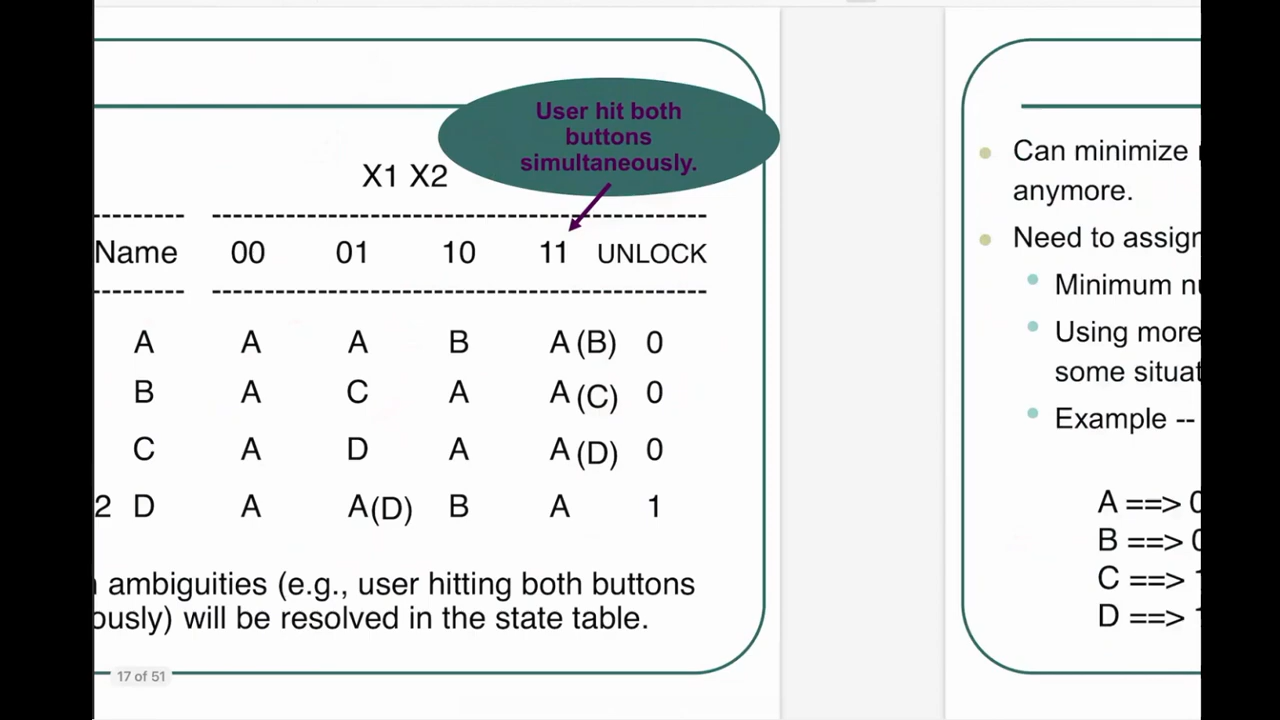 User hit both
buttons
simultaneously.
X1 X2
-------------- ----------------------------------------------------
Name 00 01 10 11 UNLOCK
-------------- ----------------------------------------------------
A A A B A (B) 0
B A C A A (C) 0
C A D A A (D) 0
2 D A A (D) B A 1
ambiguities (e.g., user hitting both buttons
ously) will be resolved in the state table.
17 of 51
Can minimize
anymore.
Need to assign
Minimum nu
Using more
some situat
Example --
A ==> 0
B ==> 0
C ==> 1
D ==> 1